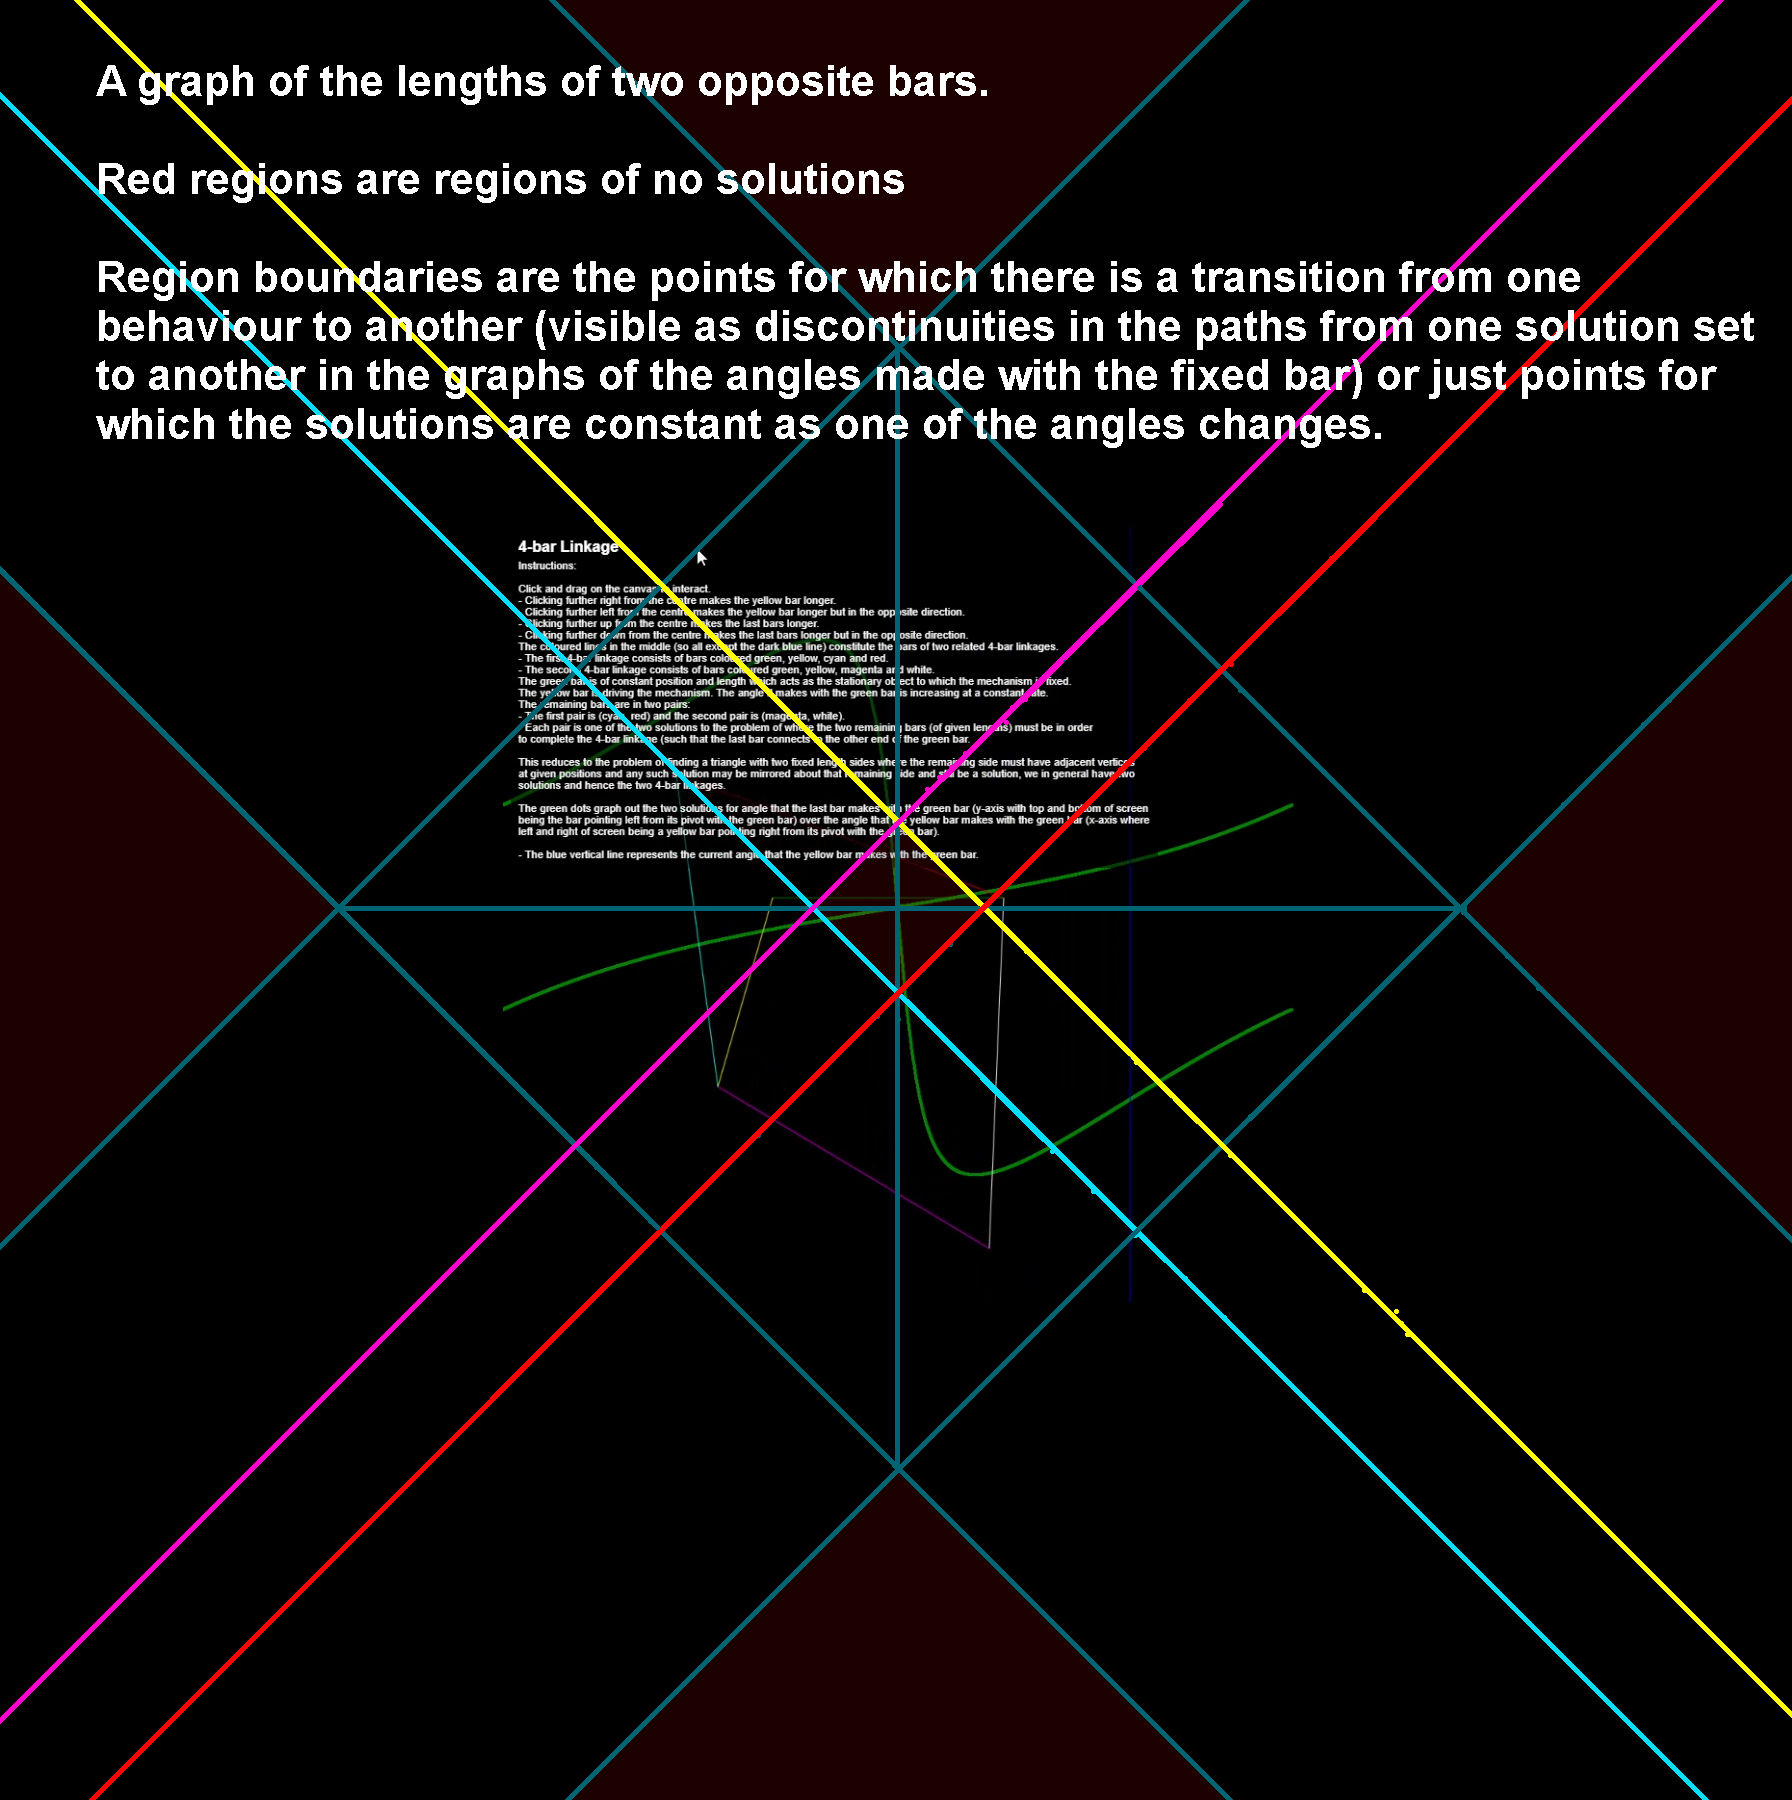 A graph of the lengths of two opposite bars.
Red regions are regions of no solutions
Region boundaries are the points for which there is a transition from one
behaviour to another (visible as discontinuities in the paths from one solution set
to another in the graphs of the angles made with the fixed bar) or just points for
which the solutions are constant as one of the angles changes.
4-bar Linkage
Instructions:
Click and drag on the canvas to interact.
- Clicking further right from the centre makes the yellow bar longer.
- Clicking further left from the centre makes the yellow bar longer but in the opposite direction.
- Clicking further up from the centre makes the last bars longer.
- Clicking further down from the centre makes the last bars longer but in the opposite direction.
The coloured lines in the middle (so all except the dark blue line) constitute the bars of two related 4-bar linkages.
- The first 4-bar linkage consists of bars coloured green, yellow, cyan and red.
- The second 4-bar linkage consists of bars coloured green, yellow, magenta and white.
The green bar is of constant position and length which acts as the stationary object to which the mechanism is fixed.
The yellow bar is driving the mechanism. The angle it makes with the green bar is increasing at a constant rate.
The remaining bars are in two pairs:
- The first pair is (cyan, red) and the second pair is (magenta, white).
- Each pair is one of the two solutions to the problem of where the two remaining bars (of given lengths) must be in order
to complete the 4-bar linkage (such that the last bar connects to the other end of the green bar.
This reduces to the problem of finding a triangle with two fixed length sides where the remaining side must have adjacent vertices
at given positions and any such solution may be mirrored about that remaining side and still be a solution, we in general have two
solutions and hence the two 4-bar linkages.
The green dots graph out the two solutions for angle that the last bar makes with the green bar (y-axis with top and bottom of screen
being the bar pointing left from its pivot with the green bar) over the angle that the yellow bar makes with the green bar (x-axis where
left and right of screen being a yellow bar pointing right from its pivot with the green bar).
- The blue vertical line represents the current angle that the yellow bar makes with the green bar.